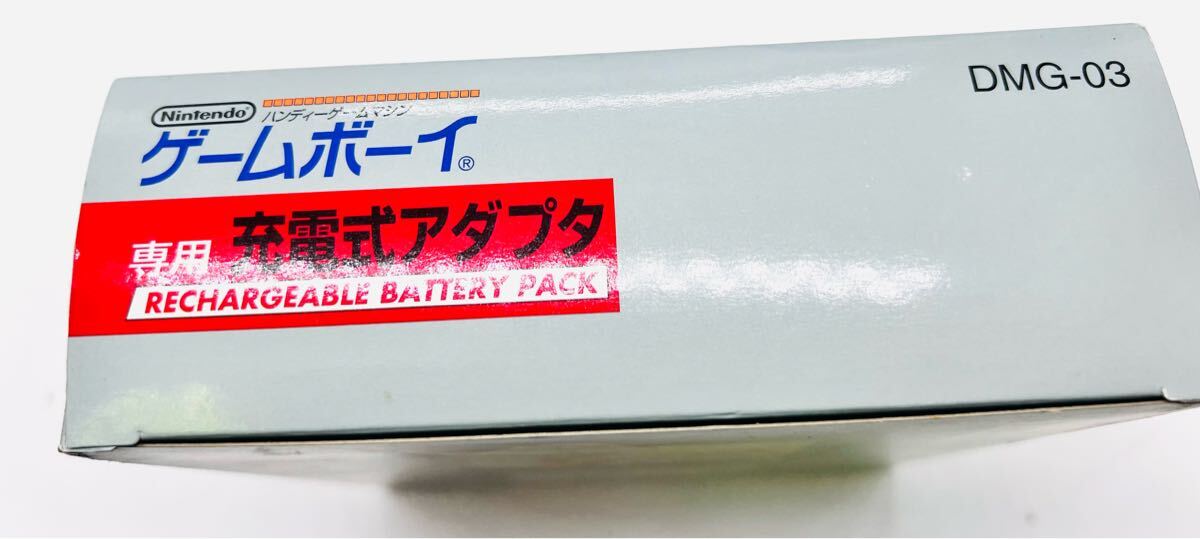 DMG-03
Nintendo®
ハンディーゲームマシン
ゲームボーイ®
専用 充電式アダプタ
RECHARGEABLE BATTERY PACK